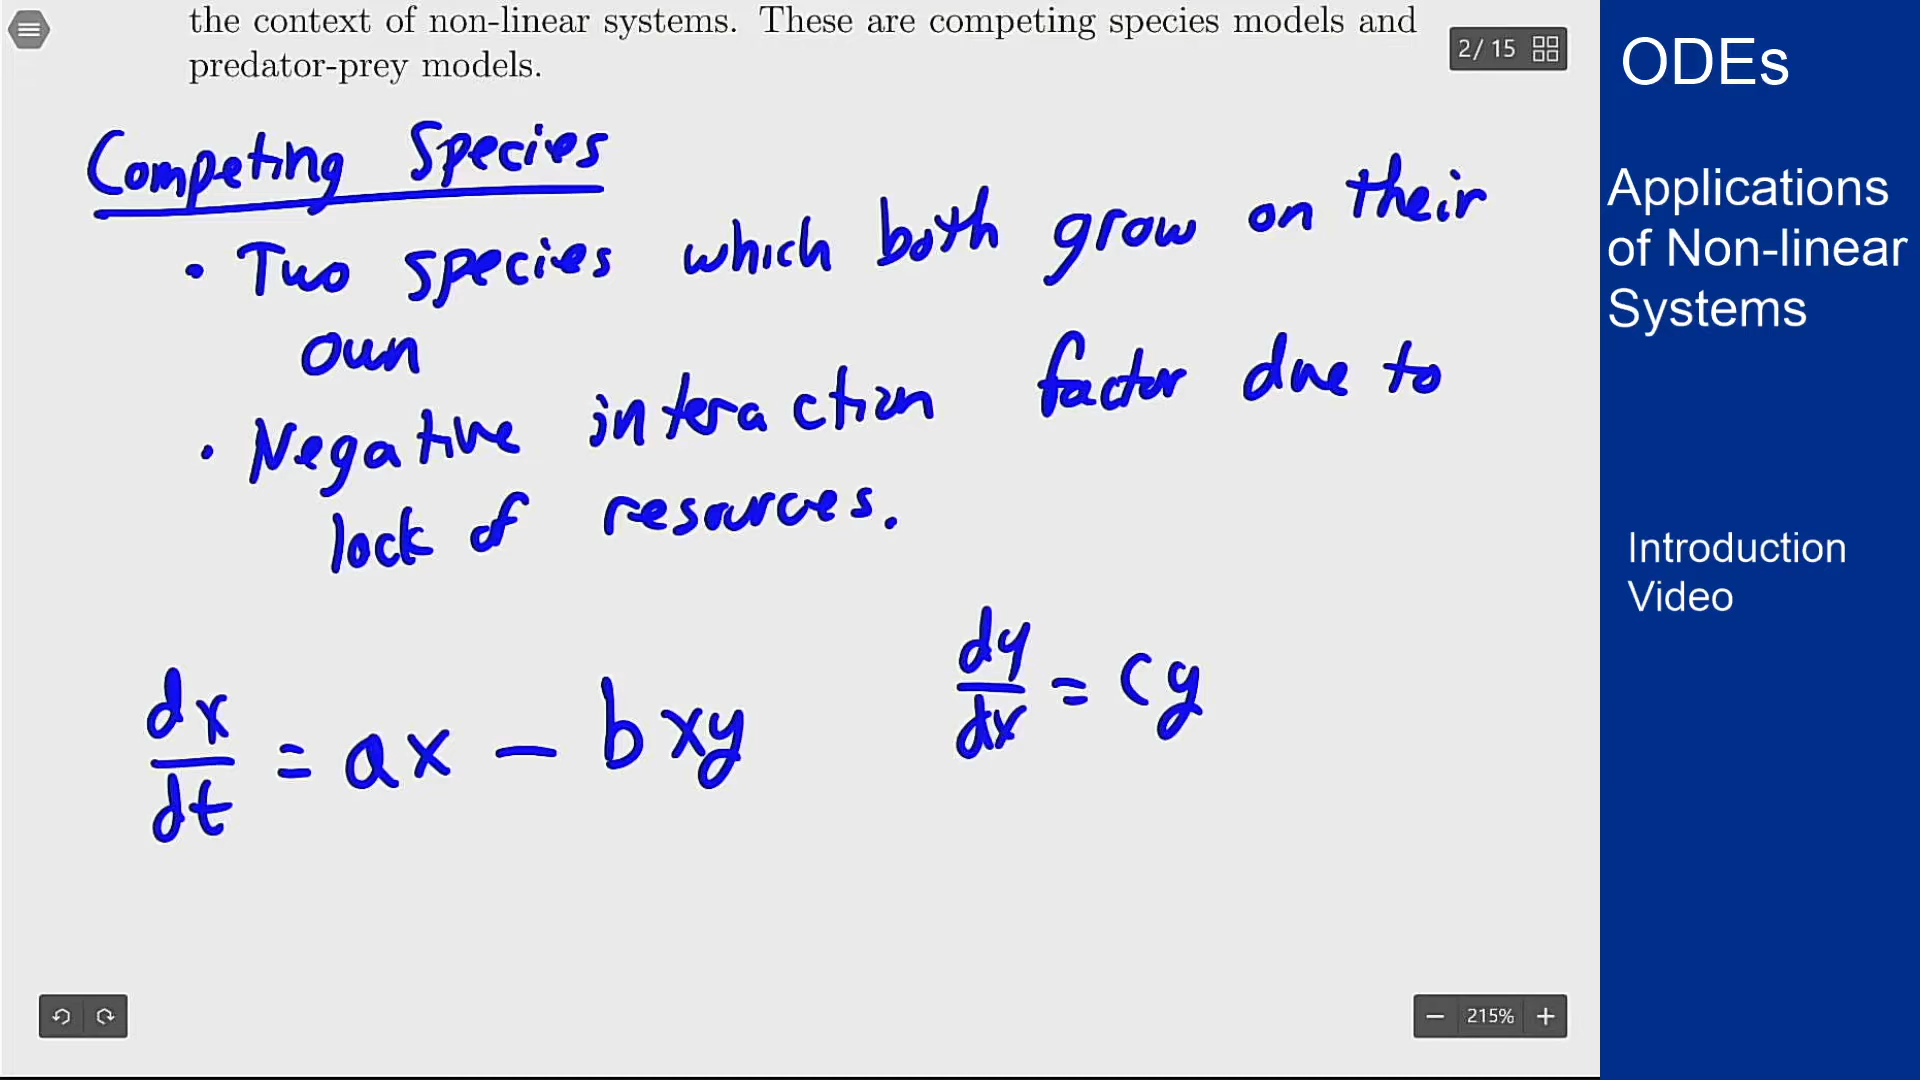 the context of non-linear systems. These are competing species models and
predator-prey models.
2/ 15
Competing Species
• Two species which both grow on their
own
• Negative interaction factor due to
lack of resources.
dx/dt = ax - bxy
dy/dx = cy
215%
ODEs
Applications
of Non-linear
Systems
Introduction
Video